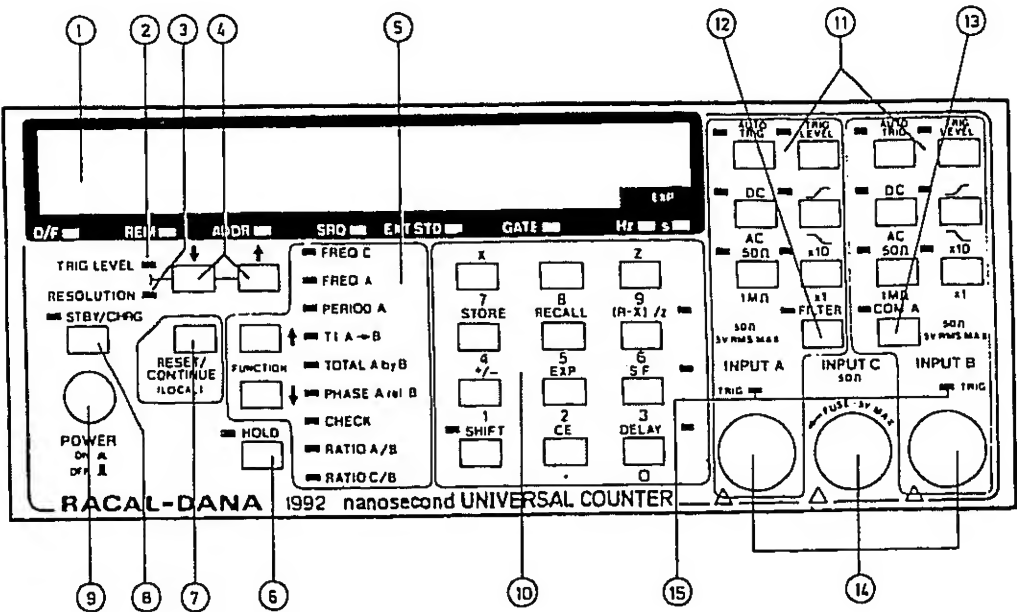 1 2 3 4 5 12 11 13
AUTO TRIG TRIG LEVEL AUTO TRIG TRIG LEVEL
EXP
DC DC
O/F REM ADDR SRQ EXT STD GATE Hz s
AC 50Ω x10 AC 50Ω x10
TRIG LEVEL
RESOLUTION
1MΩ x1 1MΩ x1
STBY/CHRG
FILTER COM A
RESET/
CONTINUE
(LOCAL)
FUNCTION
HOLD
POWER
ON
OFF
FREQ C
FREQ A
PERIOD A
T I A→B
TOTAL A by B
PHASE A rel B
CHECK
RATIO A/B
RATIO C/B
X Z
7 8 9
STORE RECALL (R-X)/Z
4 5 6
+/- EXP SF
1 2 3
SHIFT CE DELAY
. 0
50Ω
5V RMS MAX
50Ω
5V RMS MAX
INPUT A INPUT C INPUT B
50Ω
TRIG TRIG
FUSE · 5V MAX
RACAL-DANA 1992 nanosecond UNIVERSAL COUNTER
9 8 7 6 10 15 14